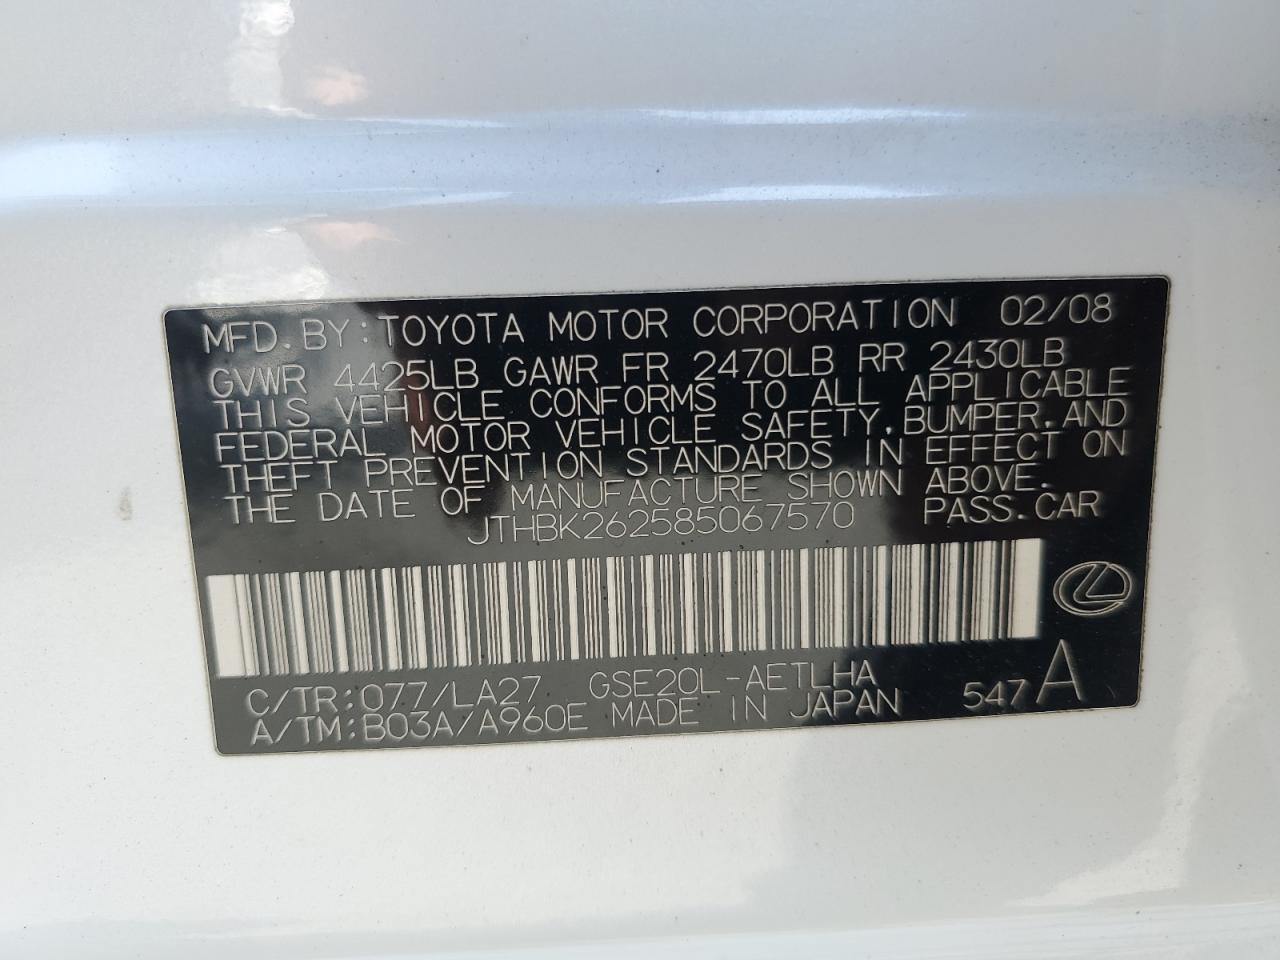 MFD. BY:TOYOTA MOTOR CORPORATION 02/08
GVWR 4425LB GAWR FR 2470LB RR 2430LB
THIS VEHICLE CONFORMS TO ALL APPLICABLE
FEDERAL MOTOR VEHICLE SAFETY, BUMPER, AND
THEFT PREVENTION STANDARDS IN EFFECT ON
THE DATE OF MANUFACTURE SHOWN ABOVE.
JTHBK262585067570 PASS.CAR
C/TR:077/LA27 GSE20L-AETLHA
A/TM:B03A/A960E MADE IN JAPAN 547 A